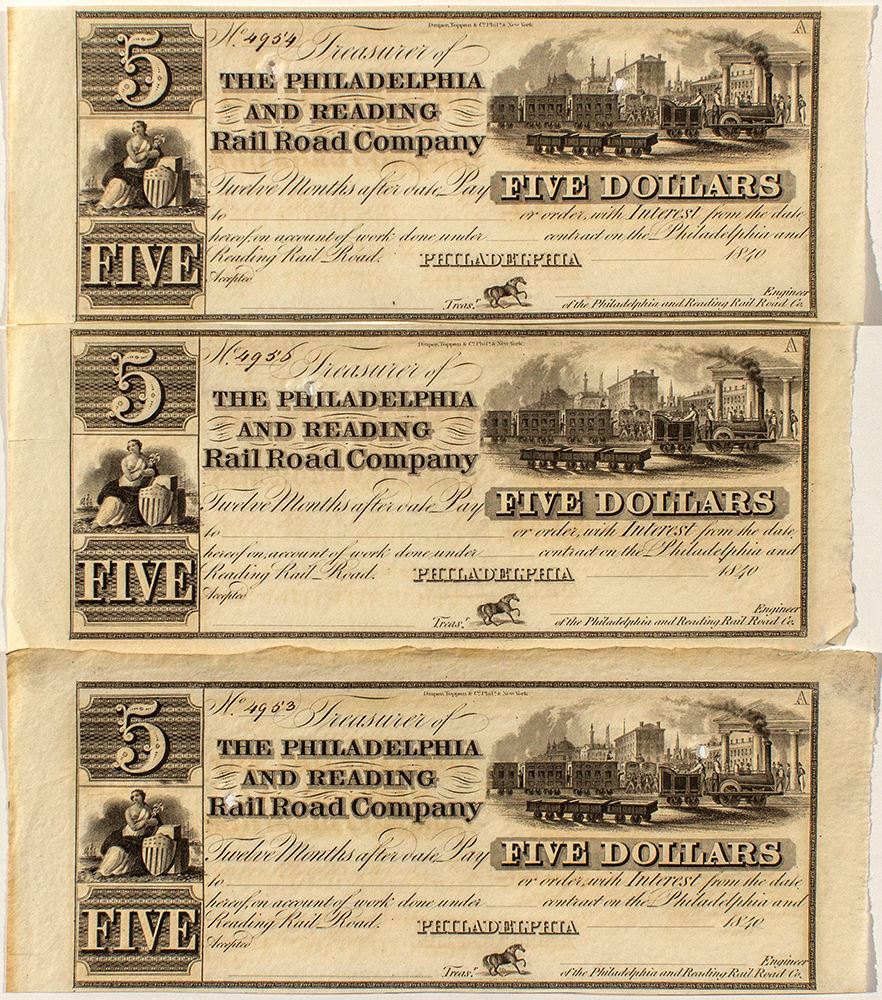 Draper, Toppan & Co. Phila. & New York.
A
5
No. 4954 Treasurer of
THE PHILADELPHIA
AND READING
Rail Road Company
Twelve Months after date Pay FIVE DOLLARS
to or order, with Interest from the date
hereof, on account of work done under contract on the Philadelphia and
Reading Rail Road. PHILADELPHIA 1840
FIVE
Accepted
Engineer
Treasr. of the Philadelphia and Reading Rail Road Co.
Draper, Toppan & Co. Phila. & New York.
A
5
No. 4956 Treasurer of
THE PHILADELPHIA
AND READING
Rail Road Company
Twelve Months after date Pay FIVE DOLLARS
to or order, with Interest from the date
hereof, on account of work done under contract on the Philadelphia and
Reading Rail Road. PHILADELPHIA 1840
FIVE
Accepted
Engineer
Treasr. of the Philadelphia and Reading Rail Road Co.
Draper, Toppan & Co. Phila. & New York.
A
5
No. 4953 Treasurer of
THE PHILADELPHIA
AND READING
Rail Road Company
Twelve Months after date Pay FIVE DOLLARS
to or order, with Interest from the date
hereof, on account of work done under contract on the Philadelphia and
Reading Rail Road. PHILADELPHIA 1840
FIVE
Accepted
Engineer
Treasr. of the Philadelphia and Reading Rail Road Co.